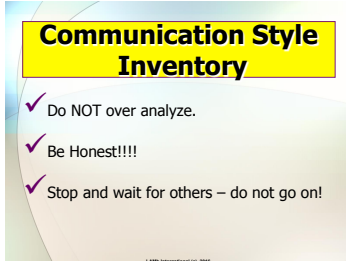 Communication Style
Inventory
Do NOT over analyze.
Be Honest!!!!
Stop and wait for others – do not go on!